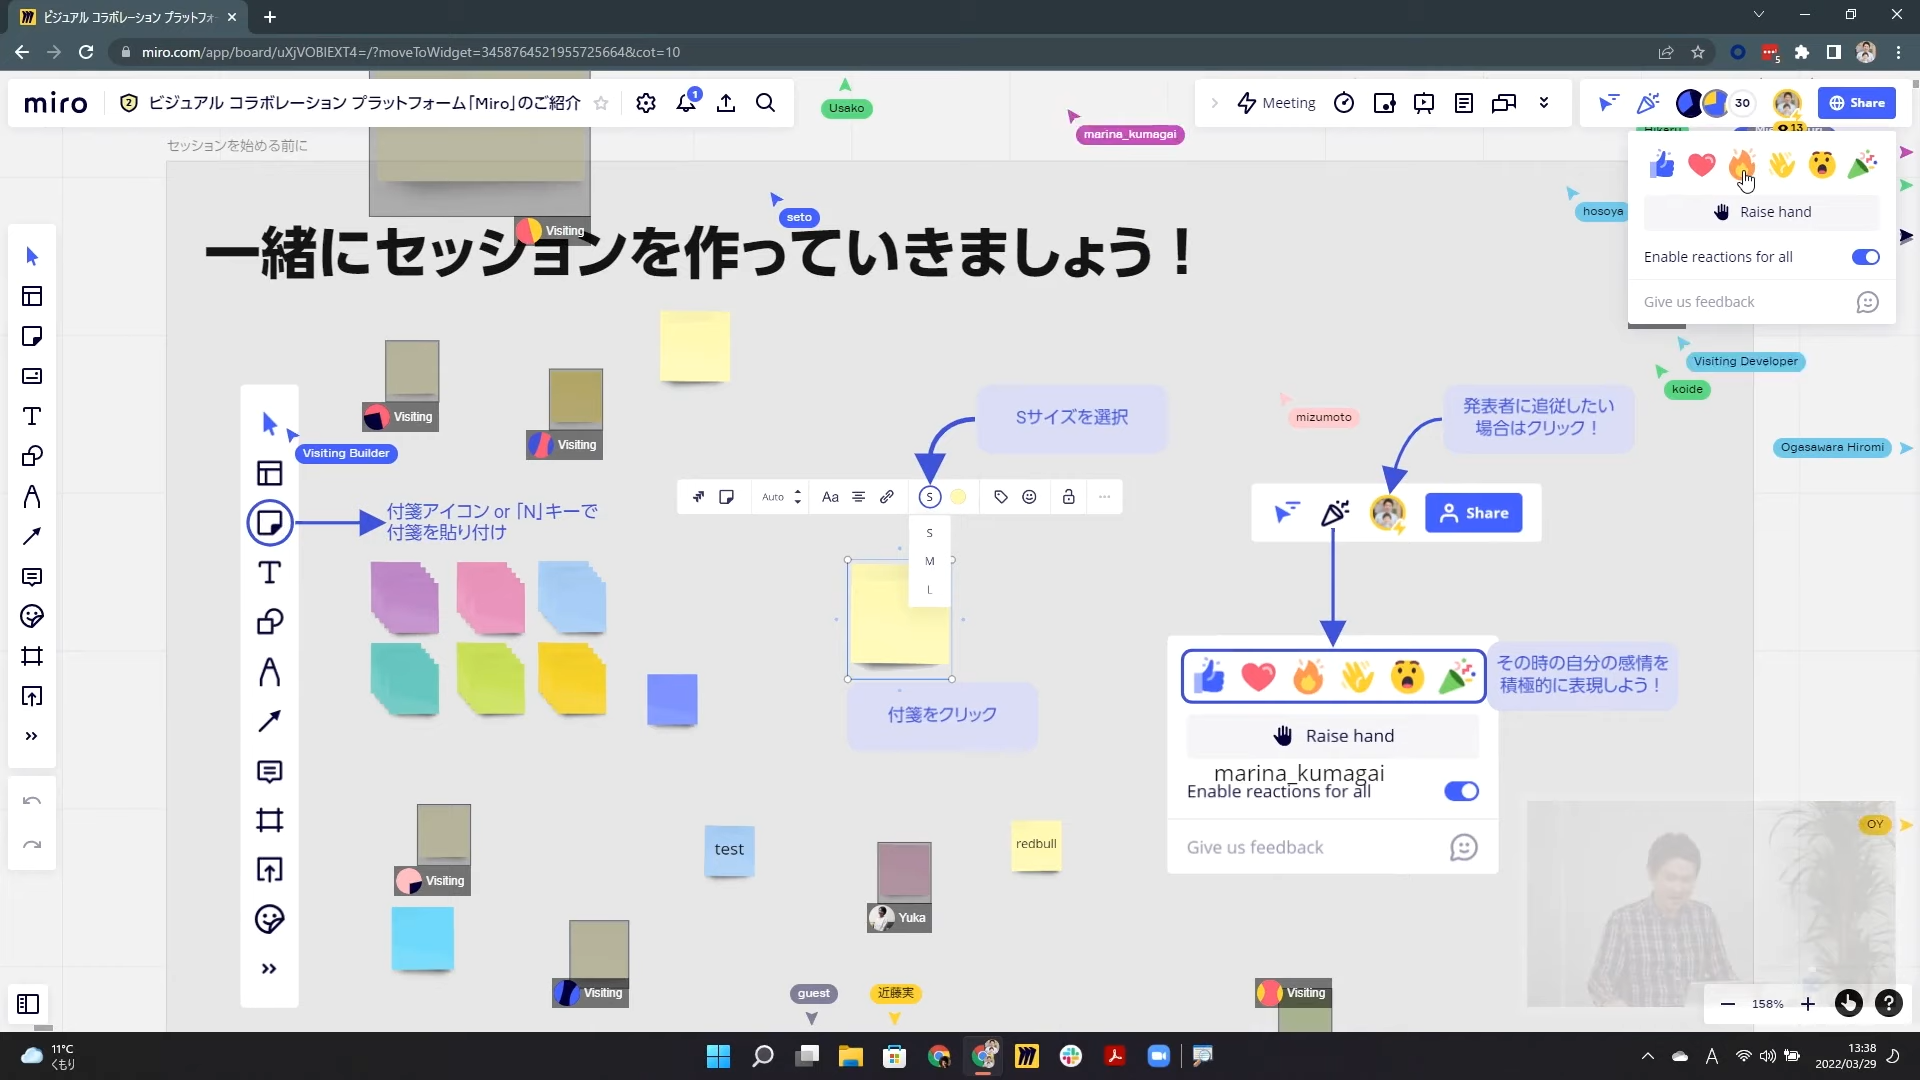 ビジュアル コラボレーション プラットフォー
miro.com/app/board/uXjVOBIEXT4=/?moveToWidget=3458764521955725664&cot=10
5
miro
2
ビジュアル コラボレーション プラットフォーム「Miro」のご紹介
1
Usako
marina_kumagai
Meeting
30
Share
13
セッションを始める前に
Visiting
seto
hosoya
Raise hand
Enable reactions for all
Give us feedback
一緒にセッションを作っていきましょう！
Visiting Developer
koide
Visiting
Visiting
Visiting Builder
Sサイズを選択
mizumoto
発表者に追従したい
場合はクリック！
Ogasawara Hiromi
付箋アイコン or「N」キーで
付箋を貼り付け
Auto
Aa
S
S
M
L
Share
付箋をクリック
その時の自分の感情を
積極的に表現しよう！
Raise hand
marina_kumagai
Enable reactions for all
Give us feedback
OY
Visiting
test
redbull
Yuka
Visiting
guest
近藤実
Visiting
158%
11°C
くもり
A
13:38
2022/03/29